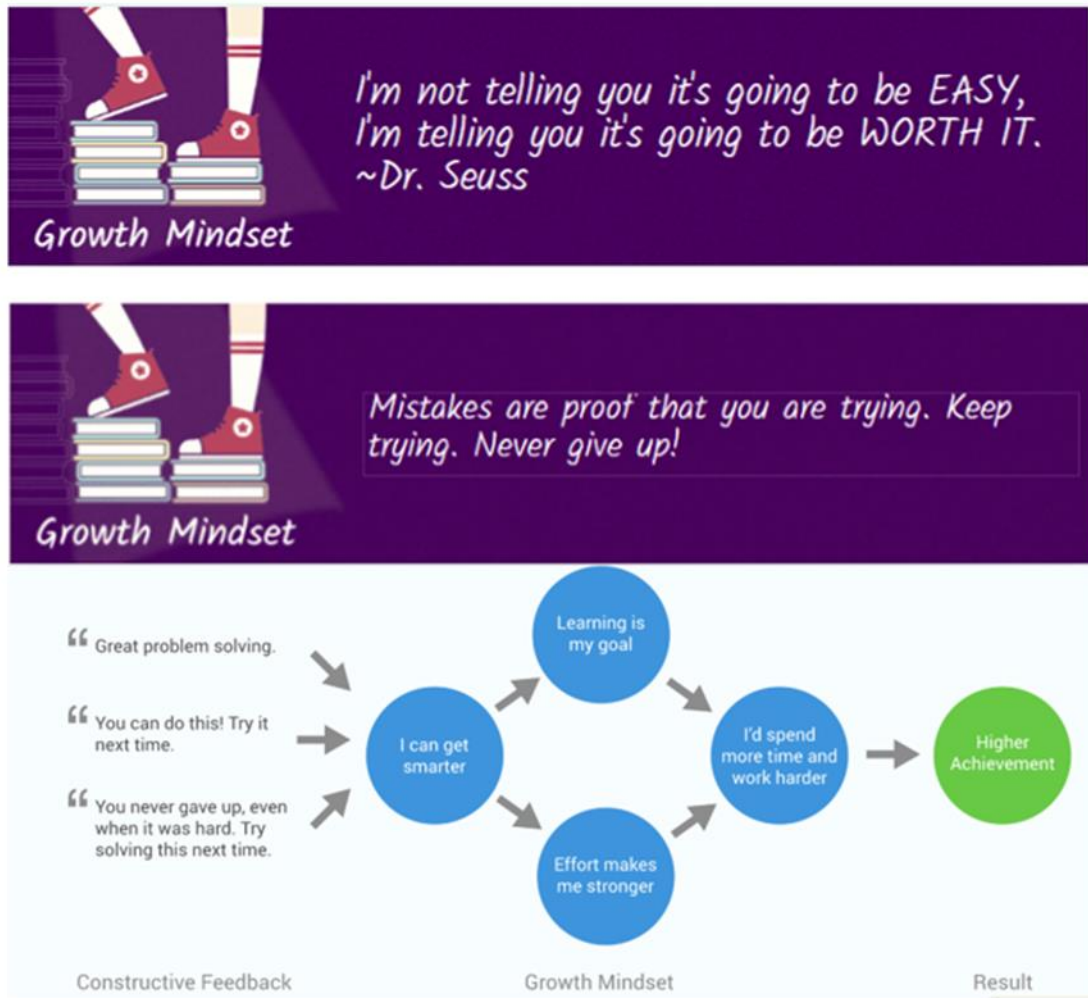 I'm not telling you it's going to be EASY,
I'm telling you it's going to be WORTH IT.
~Dr. Seuss
Growth Mindset
Mistakes are proof that you are trying. Keep
trying. Never give up!
Growth Mindset
“ Great problem solving.
“ You can do this! Try it
next time.
“ You never gave up, even
when it was hard. Try
solving this next time.
I can get
smarter
Learning is
my goal
Effort makes
me stronger
I'd spend
more time and
work harder
Higher
Achievement
Constructive Feedback
Growth Mindset
Result